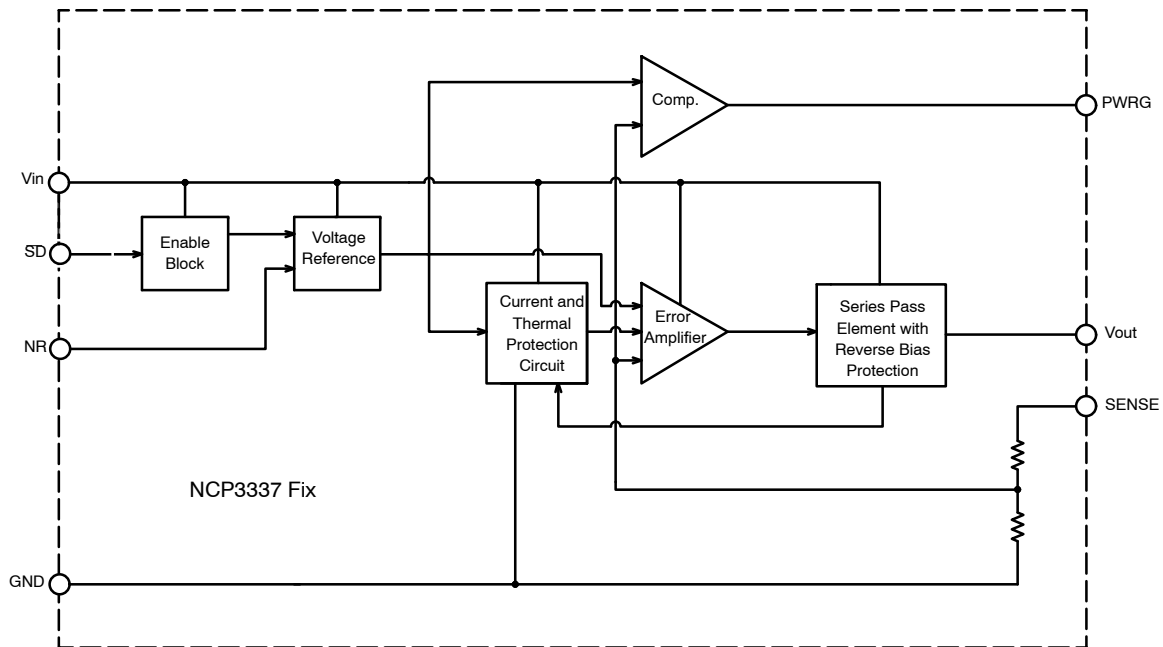 Comp.
PWRG
Vin
SD
Enable
Block
Voltage
Reference
NR
Current and
Thermal
Protection
Circuit
Error
Amplifier
Series Pass
Element with
Reverse Bias
Protection
Vout
SENSE
NCP3337 Fix
GND